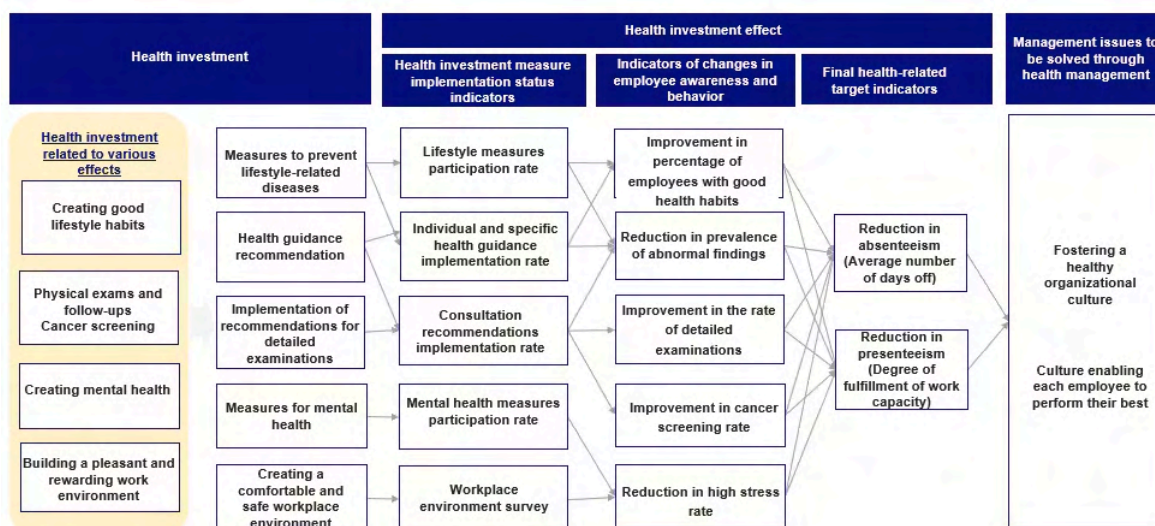 Health investment
Health investment effect
Management issues to
be solved through
health management
Health investment measure
implementation status
indicators
Indicators of changes in
employee awareness and
behavior
Final health-related
target indicators
Health investment
related to various
effects
Creating good
lifestyle habits
Physical exams and
follow-ups
Cancer screening
Creating mental health
Building a pleasant and
rewarding work
environment
Measures to prevent
lifestyle-related
diseases
Health guidance
recommendation
Implementation of
recommendations for
detailed
examinations
Measures for mental
health
Creating a
comfortable and
safe workplace
environment
Lifestyle measures
participation rate
Individual and specific
health guidance
implementation rate
Consultation
recommendations
implementation rate
Mental health measures
participation rate
Workplace
environment survey
Improvement in
percentage of
employees with good
health habits
Reduction in prevalence
of abnormal findings
Improvement in the rate
of detailed
examinations
Improvement in cancer
screening rate
Reduction in high stress
rate
Reduction in
absenteeism
(Average number
of days off)
Reduction in
presenteeism
(Degree of
fulfillment of work
capacity)
Fostering a
healthy
organizational
culture
Culture enabling
each employee to
perform their best